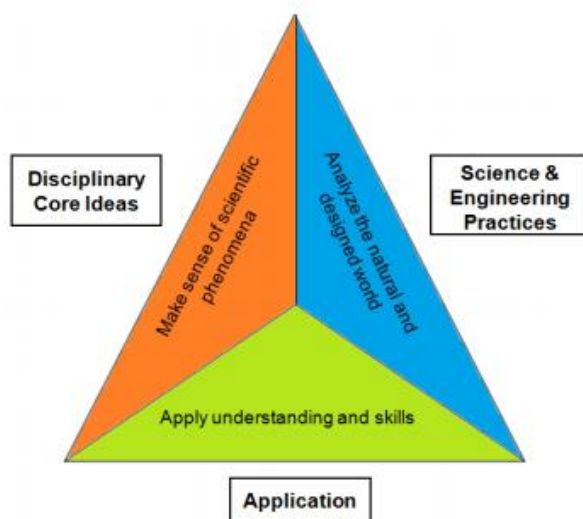 Disciplinary
Core Ideas
Make sense of scientific
phenomena
Analyze the natural and
designed world
Science &
Engineering
Practices
Apply understanding and skills
Application